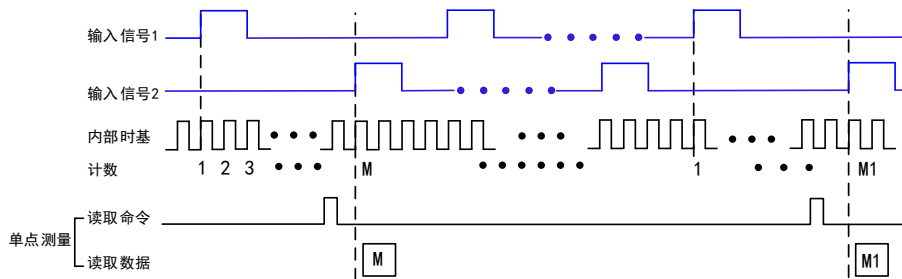 输入信号1
输入信号2
内部时基
计数 1 2 3 M 1 M1
单点测量
读取命令
读取数据 M M1